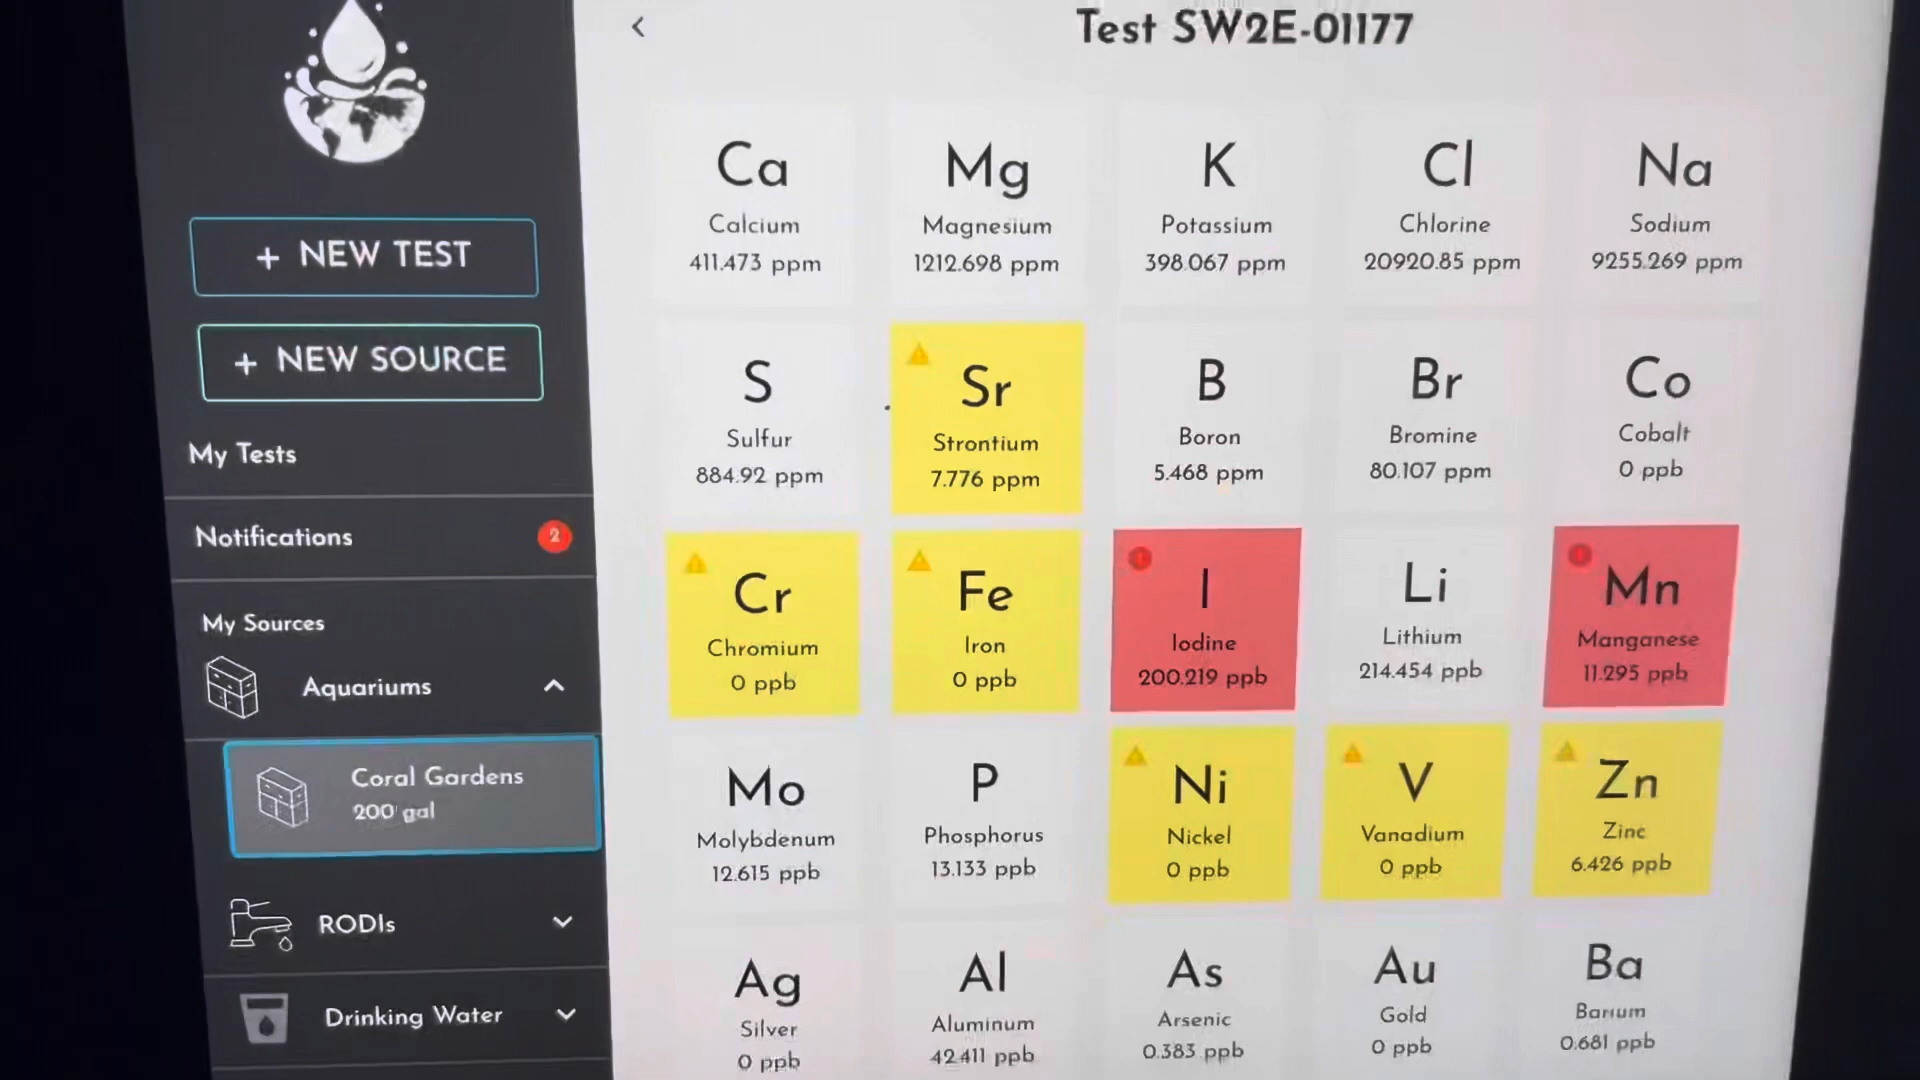 Test SW2E-01177
+ NEW TEST
+ NEW SOURCE
My Tests
Notifications 2
My Sources
Aquariums
Coral Gardens
200 gal
RODIs
Drinking Water
Ca Mg K Cl Na
Calcium Magnesium Potassium Chlorine Sodium
411.473 ppm 1212.698 ppm 398.067 ppm 20920.85 ppm 9255.269 ppm
S Sr B Br Co
Sulfur Strontium Boron Bromine Cobalt
884.92 ppm 7.776 ppm 5.468 ppm 80.107 ppm 0 ppb
Cr Fe I Li Mn
Chromium Iron Iodine Lithium Manganese
0 ppb 0 ppb 200.219 ppb 214.454 ppb 11.295 ppb
Mo P Ni V Zn
Molybdenum Phosphorus Nickel Vanadium Zinc
12.615 ppb 13.133 ppb 0 ppb 0 ppb 6.426 ppb
Ag Al As Au Ba
Silver Aluminum Arsenic Gold Barium
0 ppb 42.411 ppb 0.383 ppb 0 ppb 0.681 ppb